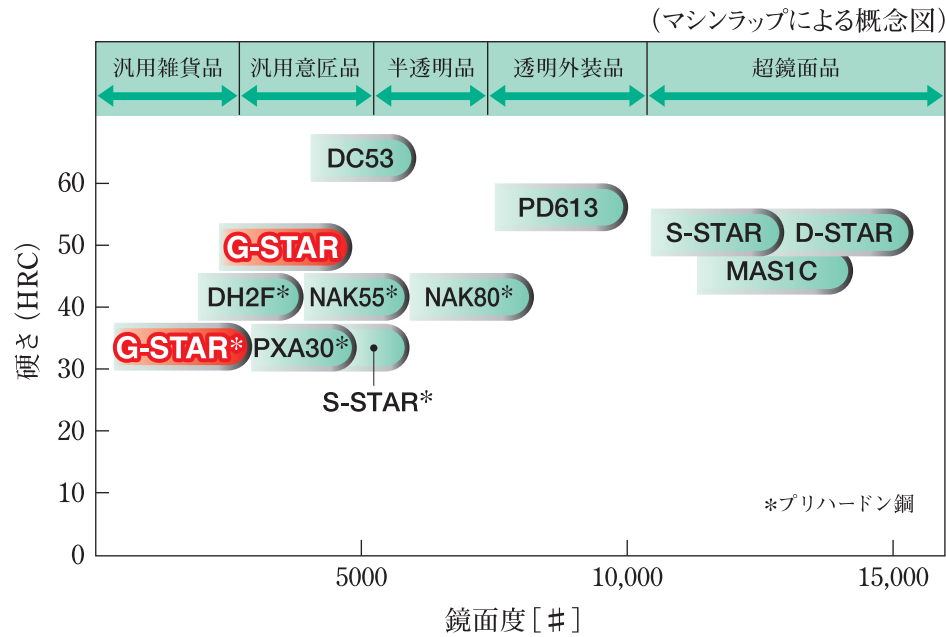 (マシンラップによる概念図)
汎用雑貨品 汎用意匠品 半透明品 透明外装品 超鏡面品
DC53
60
PD613
S-STAR D-STAR
50
G-STAR
MAS1C
DH2F* NAK55* NAK80*
40
G-STAR* PXA30*
30
S-STAR*
20
10
*プリハードン鋼
0
5000 10,000 15,000
硬さ (HRC)
鏡面度[♯]